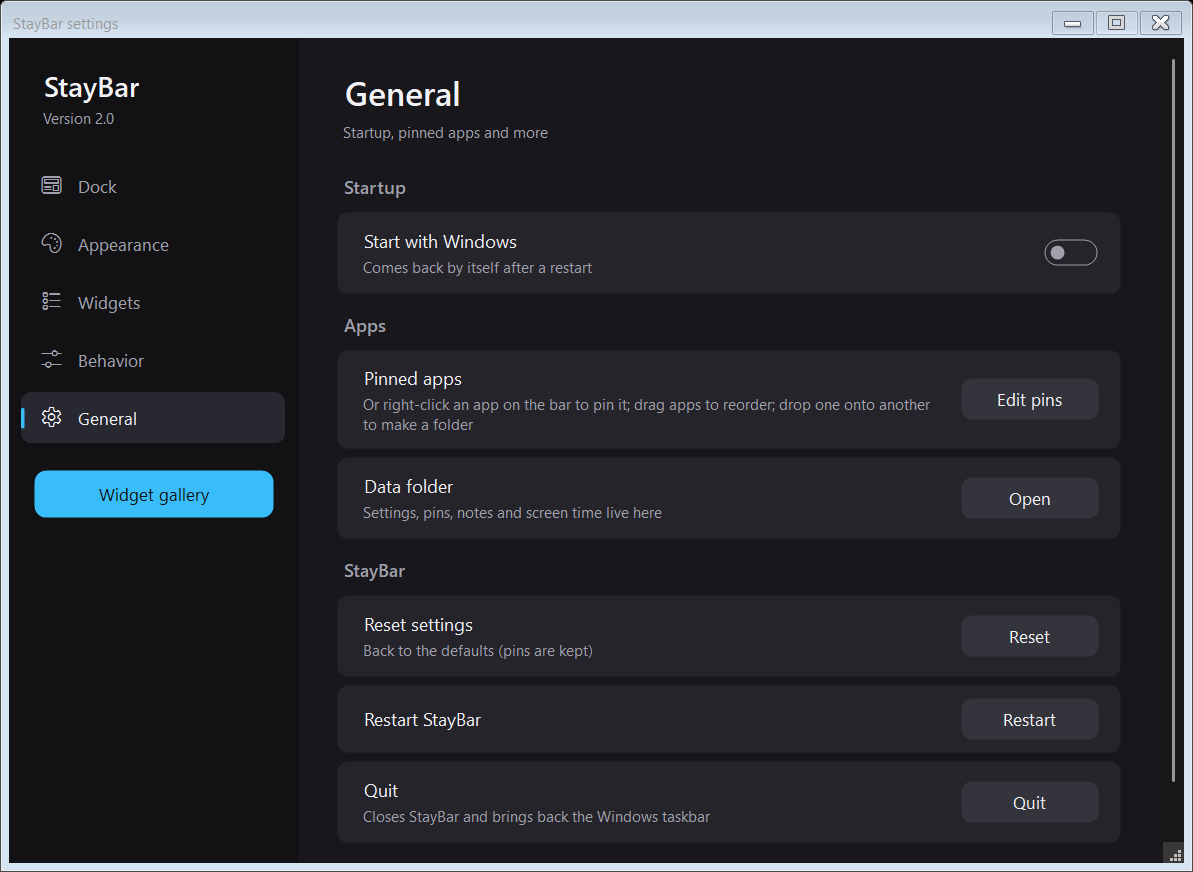 StayBar settings
StayBar
Version 2.0
Dock
Appearance
Widgets
Behavior
General
Widget gallery
General
Startup, pinned apps and more
Startup
Start with Windows
Comes back by itself after a restart
Apps
Pinned apps
Or right-click an app on the bar to pin it; drag apps to reorder; drop one onto another
to make a folder
Edit pins
Data folder
Settings, pins, notes and screen time live here
Open
StayBar
Reset settings
Back to the defaults (pins are kept)
Reset
Restart StayBar
Restart
Quit
Closes StayBar and brings back the Windows taskbar
Quit